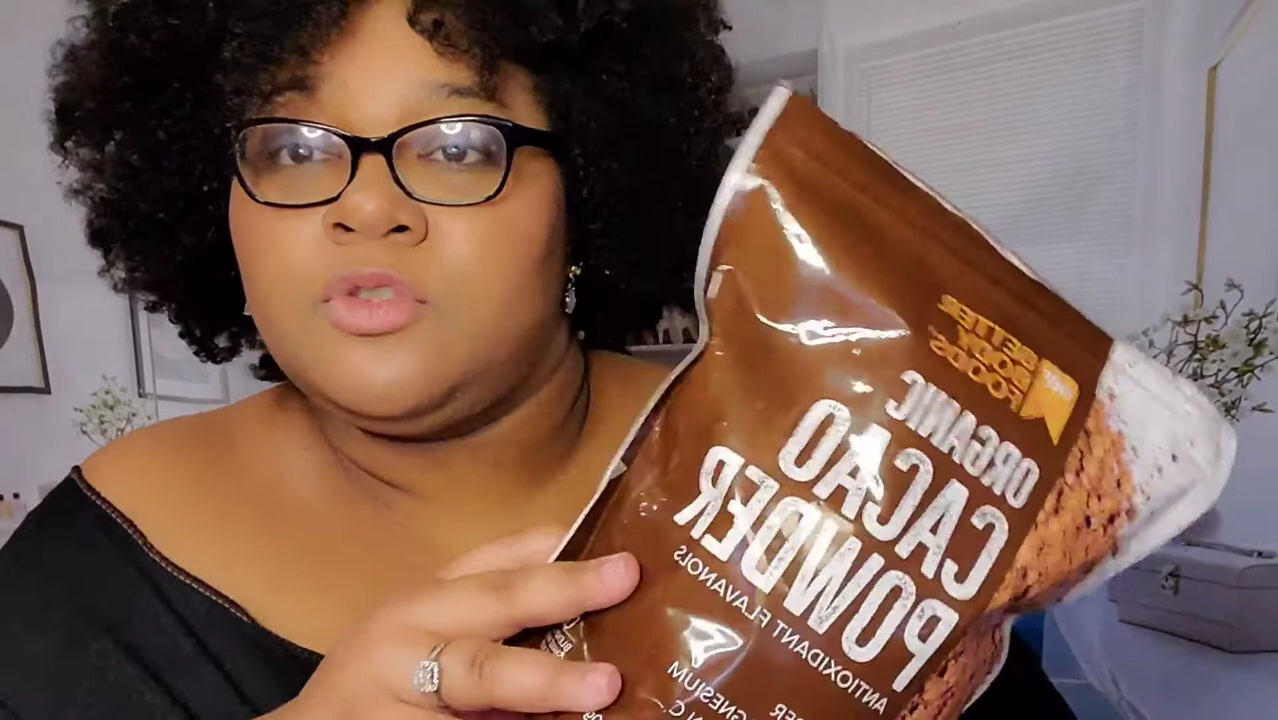 BETTER
BODY
FOODS
ORGANIC
CACAO
POWDER
ANTIOXIDANT FLAVANOLS